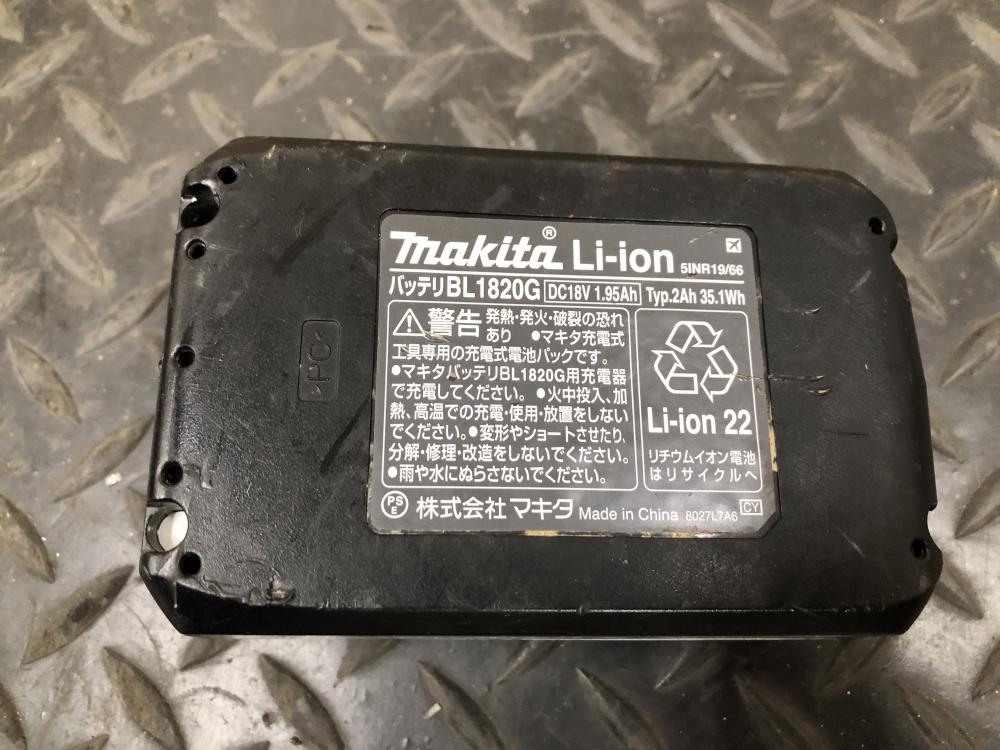 makita® Li-ion 5INR19/66
バッテリBL1820G DC18V 1.95Ah Typ.2Ah 35.1Wh
警告 発熱・発火・破裂の恐れ
あり ●マキタ充電式
工具専用の充電式電池パックです。
●マキタバッテリBL1820G用充電器
で充電してください。●火中投入、加
熱、高温での充電・使用・放置をしない
でください。●変形やショートさせたり、
分解・修理・改造をしないでください。
●雨や水にぬらさないでください。
Li-ion 22
リチウムイオン電池
はリサイクルへ
PSE 株式会社 マキタ Made in China 8027L7A6 CY
>PC<